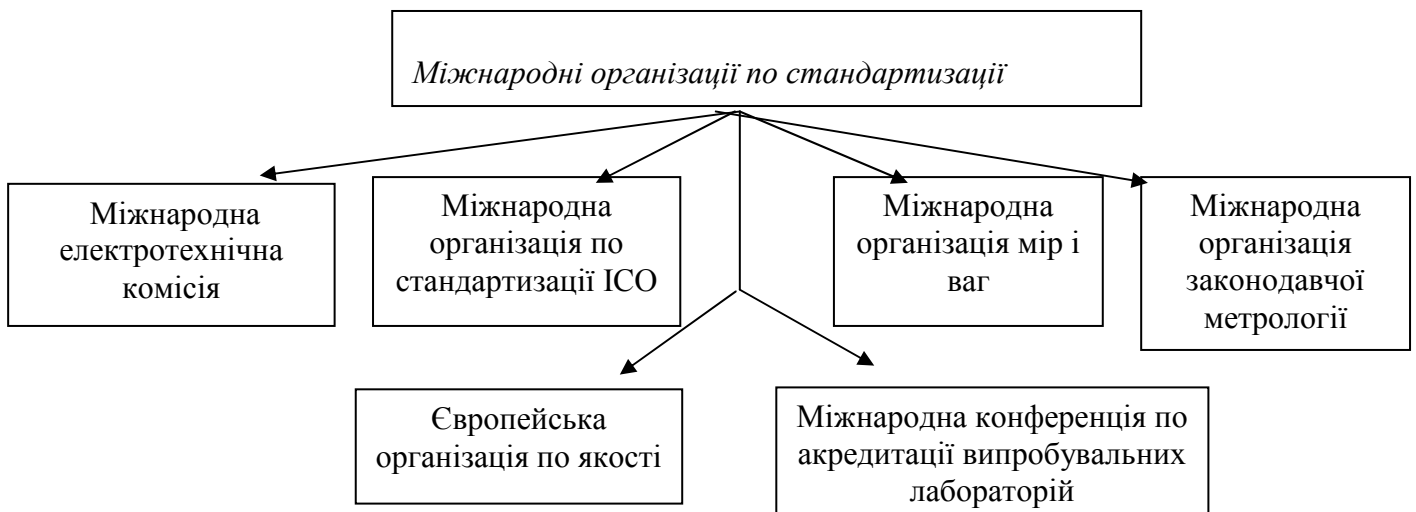 Міжнародні організації по стандартизації
Міжнародна
електротехнічна
комісія
Міжнародна
організація по
стандартизації ІСО
Міжнародна
організація мір і
ваг
Міжнародна
організація
законодавчої
метрології
Європейська
організація по якості
Міжнародна конференція по
акредитації випробувальних
лабораторій